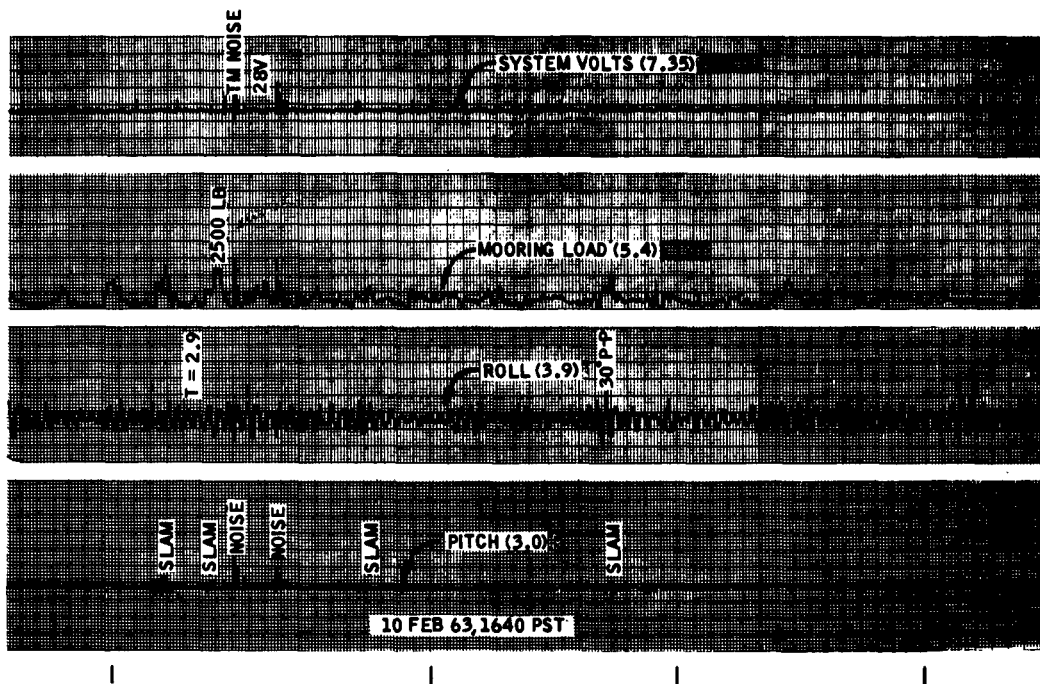 TM NOISE
28V
SYSTEM VOLTS (7.35)
2500 LB
MOORING LOAD (5.4)
T = 2.9
ROLL (3.9)
30° P-P
SLAM
SLAM
NOISE
NOISE
SLAM
PITCH (3.0)
SLAM
10 FEB 63, 1640 PST